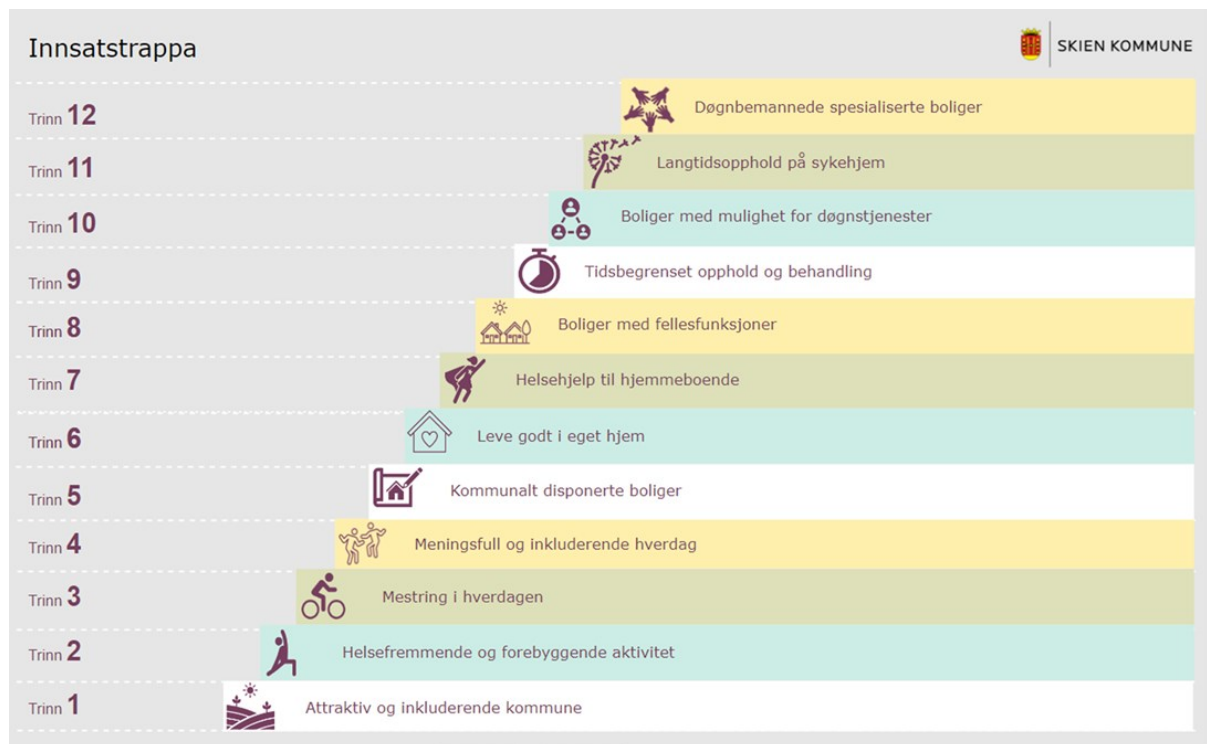 Innsatstrappa
SKIEN KOMMUNE
Trinn 12 Døgnbemannede spesialiserte boliger
Trinn 11 Langtidsopphold på sykehjem
Trinn 10 Boliger med mulighet for døgnstjenester
Trinn 9 Tidsbegrenset opphold og behandling
Trinn 8 Boliger med fellesfunksjoner
Trinn 7 Helsehjelp til hjemmeboende
Trinn 6 Leve godt i eget hjem
Trinn 5 Kommunalt disponerte boliger
Trinn 4 Meningsfull og inkluderende hverdag
Trinn 3 Mestring i hverdagen
Trinn 2 Helsefremmende og forebyggende aktivitet
Trinn 1 Attraktiv og inkluderende kommune